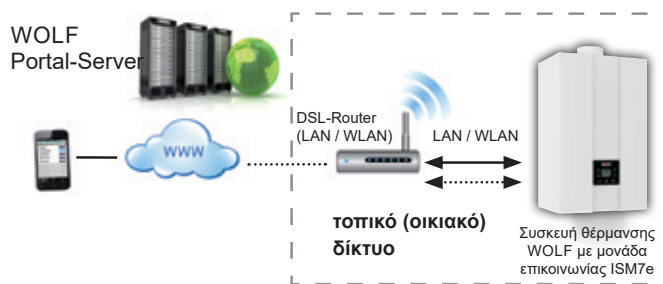 WOLF
Portal-Server
WWW
DSL-Router
(LAN / WLAN)
LAN / WLAN
τοπικό (οικιακό)
δίκτυο
Συσκευή θέρμανσης
WOLF με μονάδα
επικοινωνίας ISM7e